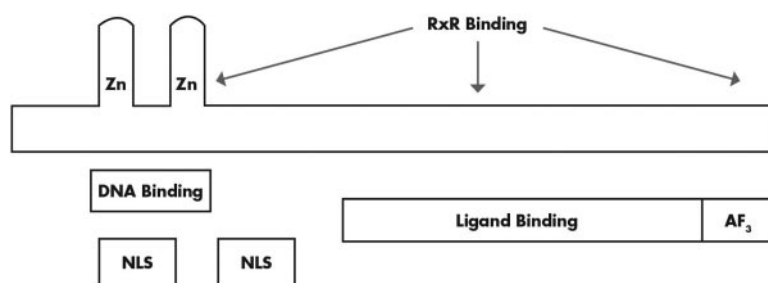 RxR Binding
Zn Zn
DNA Binding
Ligand Binding AF₃
NLS NLS